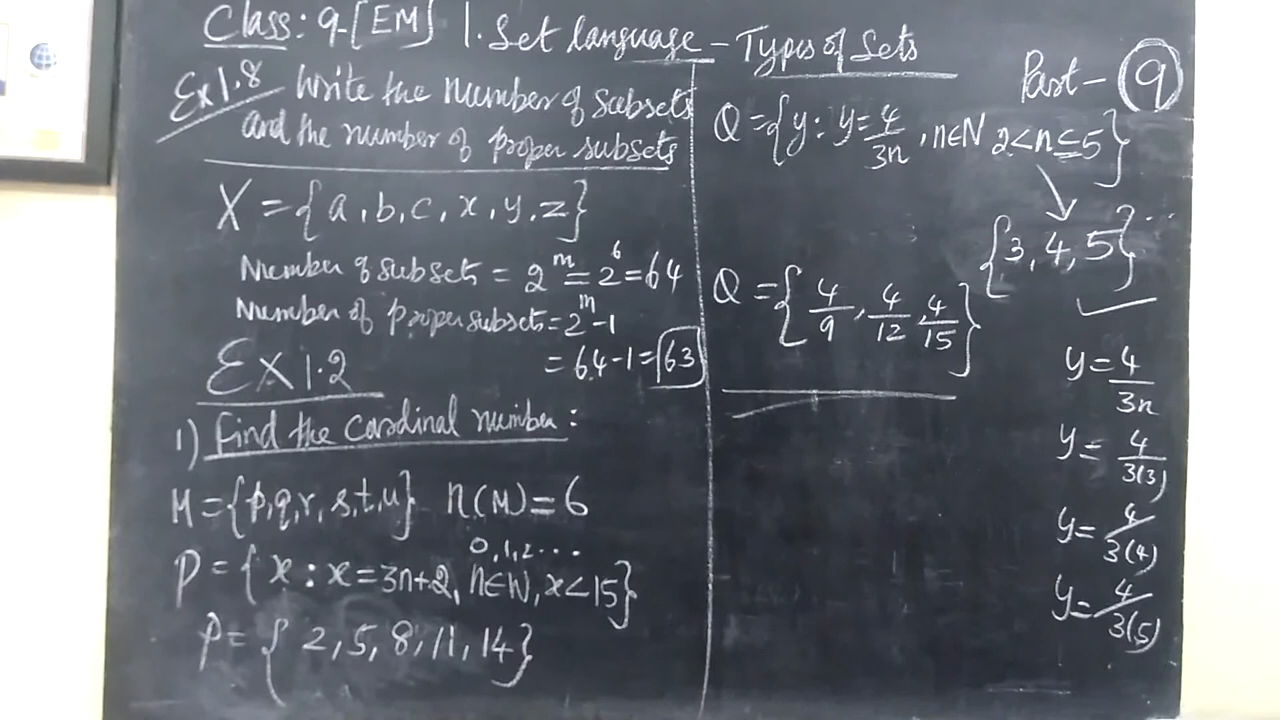 Class: 9-[EM] 1. Set language - Types of Sets
Part - 9
Ex 1.8 Write the Number of subsets
and the number of proper subsets
X = {a, b, c, x, y, z}
Number of subsets = 2^m = 2^6 = 64
Number of proper subsets = 2^m - 1
= 64 - 1 = 63
EX 1.2
1) Find the Cardinal number:
M = {p, q, r, s, t, u} n(M) = 6
0, 1, 2 ...
P = {x : x = 3n+2, n∈W, x < 15}
P = {2, 5, 8, 11, 14}
Q = {y : y = 4/3n, n∈N 2 < n ≤ 5}
{3, 4, 5} ...
Q = {4/9, 4/12, 4/15}
y = 4/3n
y = 4/3(3)
y = 4/3(4)
y = 4/3(5)